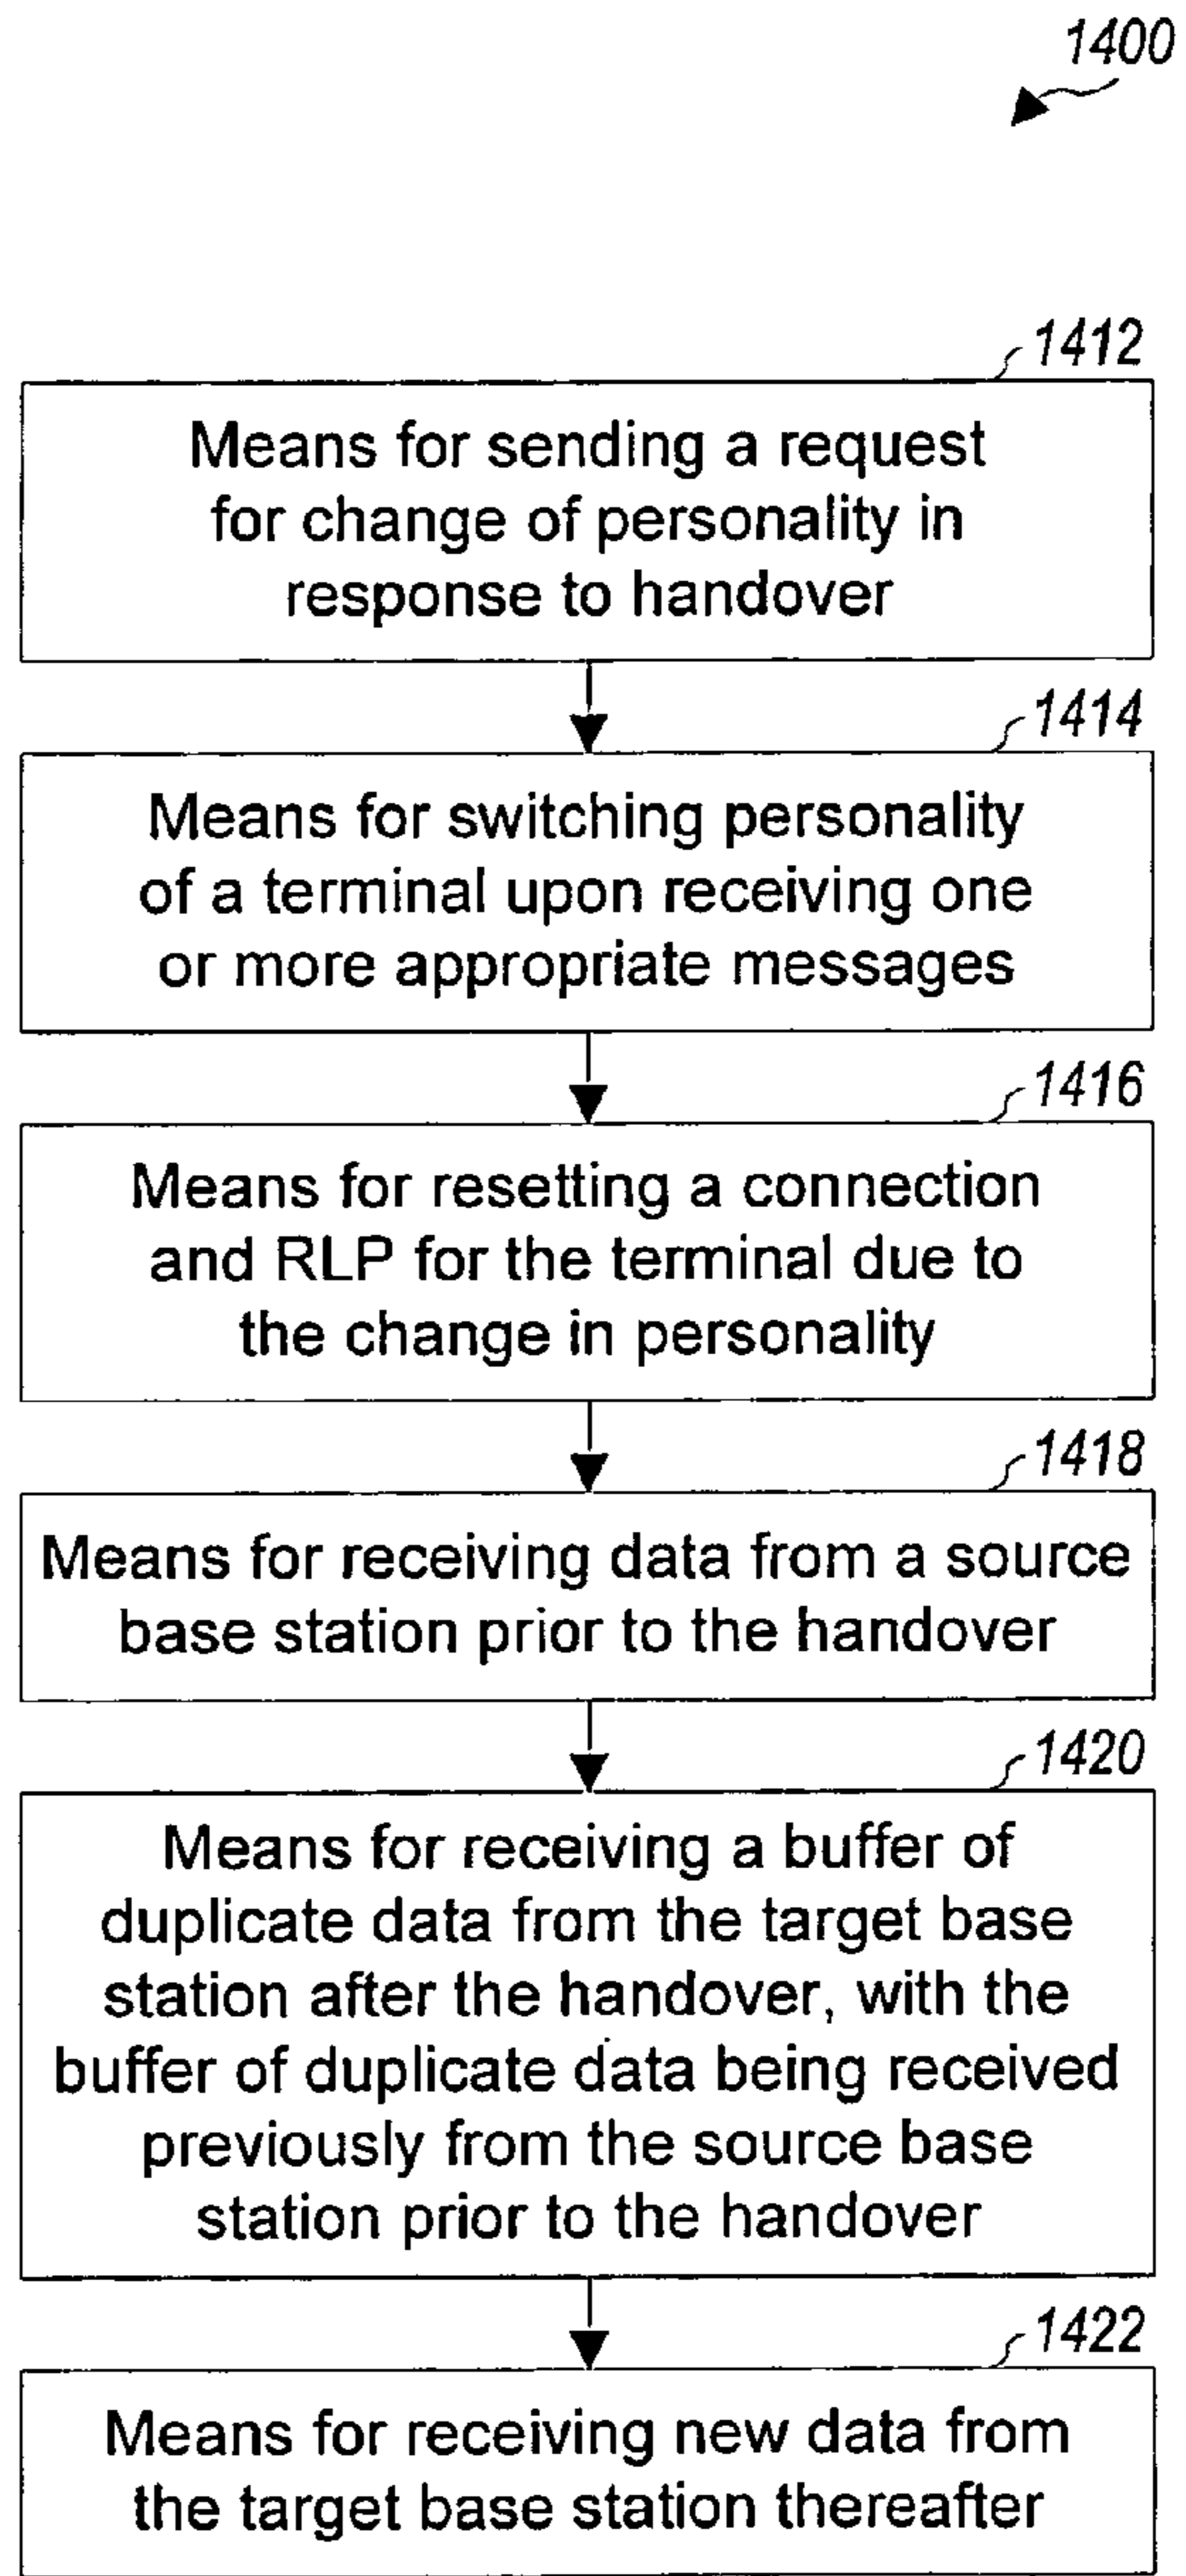 1400
1412
Means for sending a request
for change of personality in
response to handover
1414
Means for switching personality
of a terminal upon receiving one
or more appropriate messages
1416
Means for resetting a connection
and RLP for the terminal due to
the change in personality
1418
Means for receiving data from a source
base station prior to the handover
1420
Means for receiving a buffer of
duplicate data from the target base
station after the handover, with the
buffer of duplicate data being received
previously from the source base
station prior to the handover
1422
Means for receiving new data from
the target base station thereafter